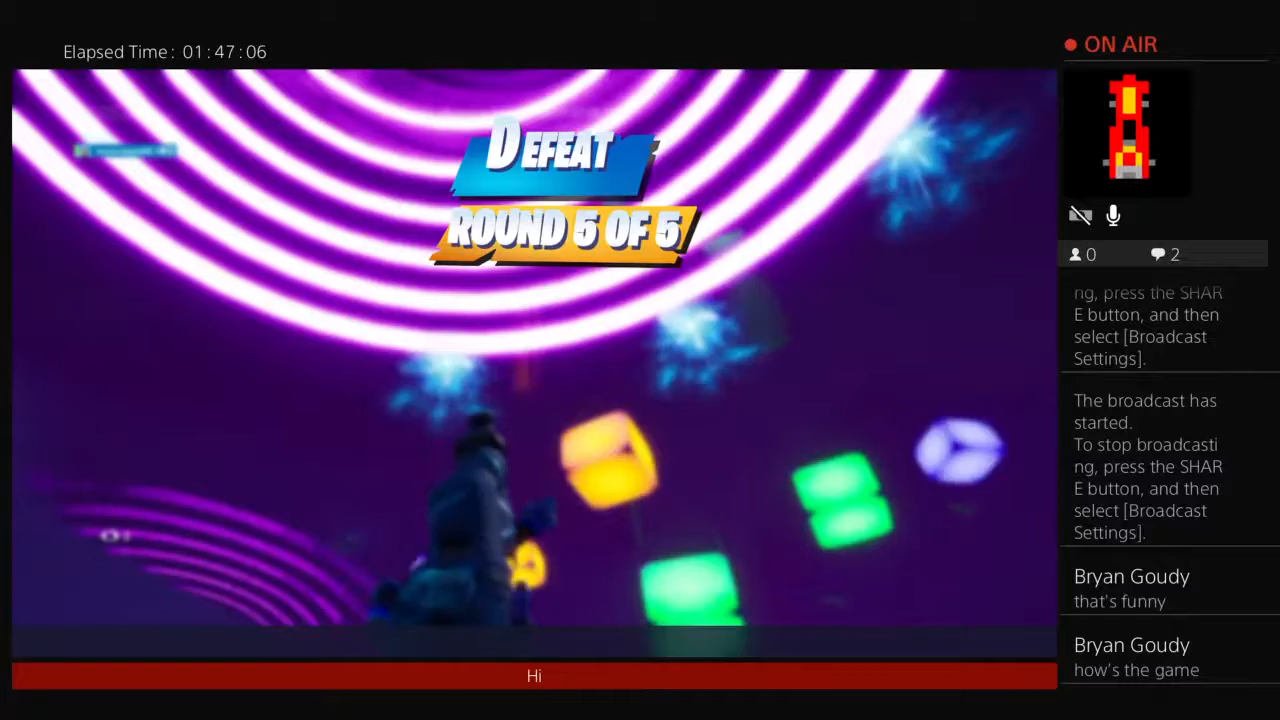 Elapsed Time: 01:47:06
ON AIR
DEFEAT
ROUND 5 OF 5
0
2
ng, press the SHAR
E button, and then
select [Broadcast
Settings].
The broadcast has
started.
To stop broadcasti
ng, press the SHAR
E button, and then
select [Broadcast
Settings].
Bryan Goudy
that's funny
Bryan Goudy
how's the game
Hi